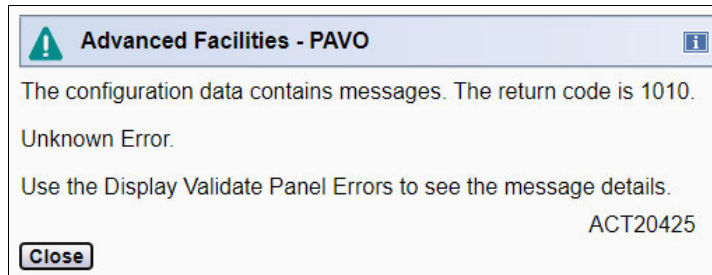 Advanced Facilities - PAVO
i
The configuration data contains messages. The return code is 1010.
Unknown Error.
Use the Display Validate Panel Errors to see the message details.
ACT20425
Close